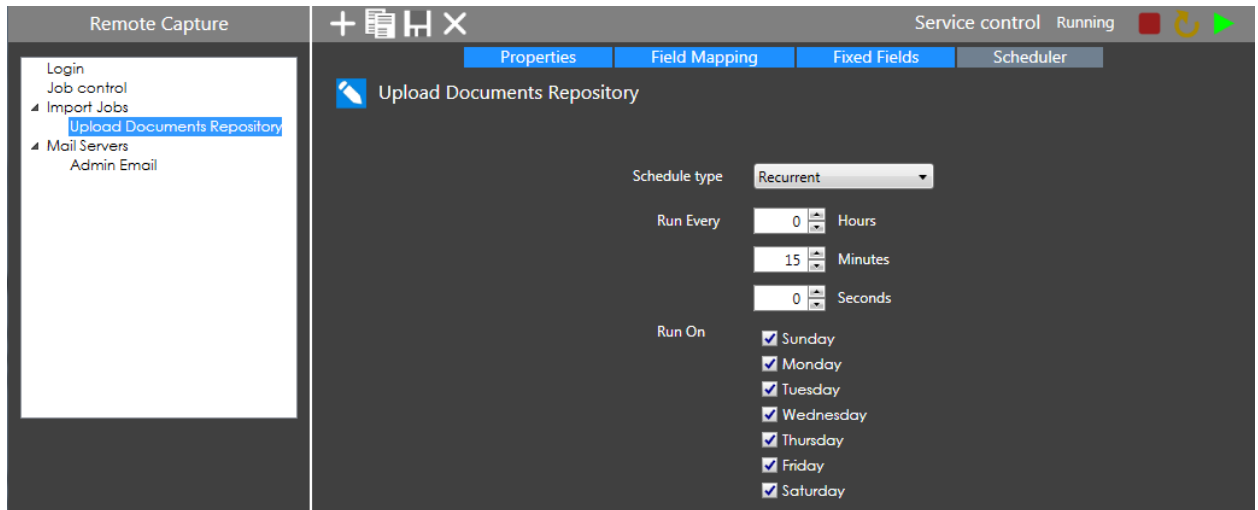 Remote Capture
Service control Running
Login
Job control
Import Jobs
Upload Documents Repository
Mail Servers
Admin Email
Properties Field Mapping Fixed Fields Scheduler
Upload Documents Repository
Schedule type Recurrent
Run Every 0 Hours
15 Minutes
0 Seconds
Run On
Sunday
Monday
Tuesday
Wednesday
Thursday
Friday
Saturday